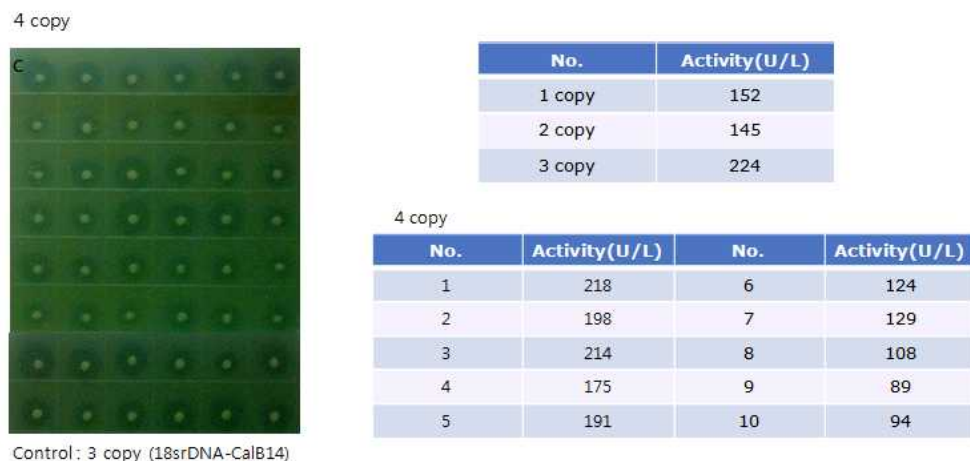 4 copy
C
No. Activity(U/L)
1 copy 152
2 copy 145
3 copy 224
4 copy
No. Activity(U/L) No. Activity(U/L)
1 218 6 124
2 198 7 129
3 214 8 108
4 175 9 89
5 191 10 94
Control : 3 copy (18srDNA-CalB14)